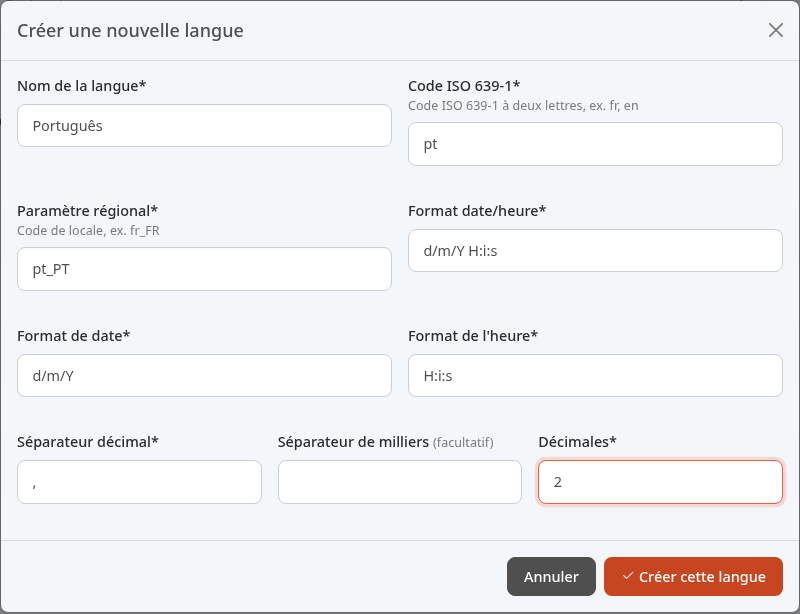 Créer une nouvelle langue
Nom de la langue*
Português
Code ISO 639-1*
Code ISO 639-1 à deux lettres, ex. fr, en
pt
Paramètre régional*
Code de locale, ex. fr_FR
pt_PT
Format date/heure*
d/m/Y H:i:s
Format de date*
d/m/Y
Format de l'heure*
H:i:s
Séparateur décimal*
,
Séparateur de milliers (facultatif)
Décimales*
2
Annuler
Créer cette langue